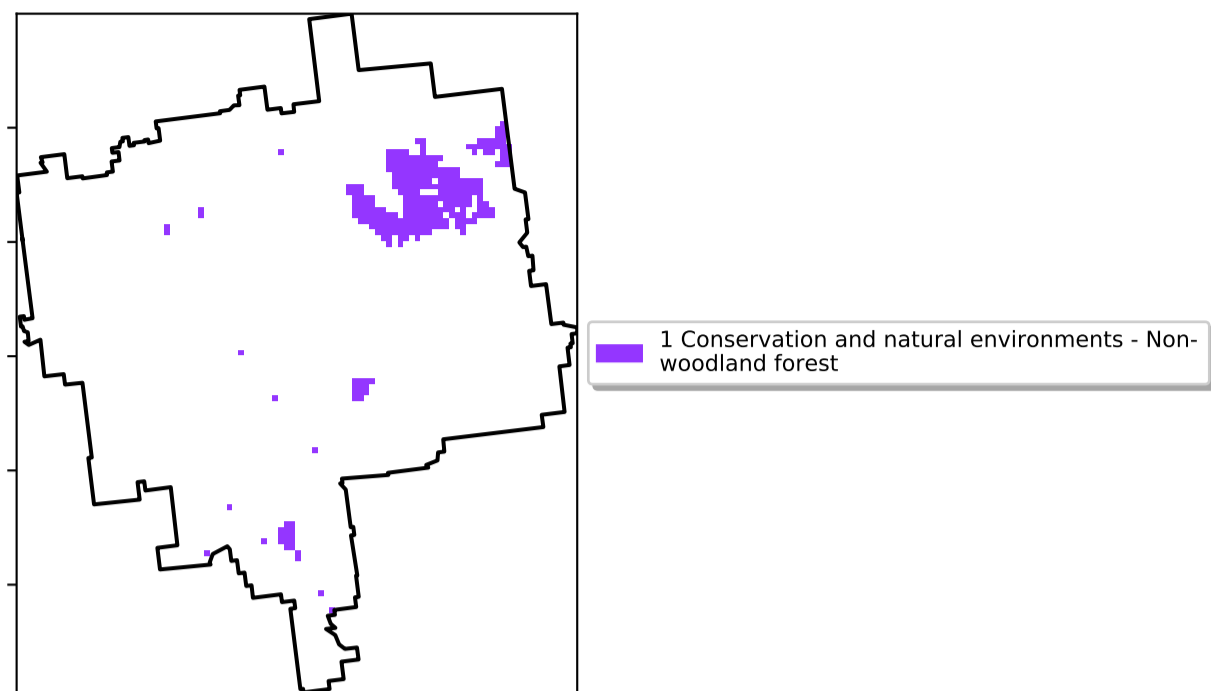 1 Conservation and natural environments - Non-
woodland forest